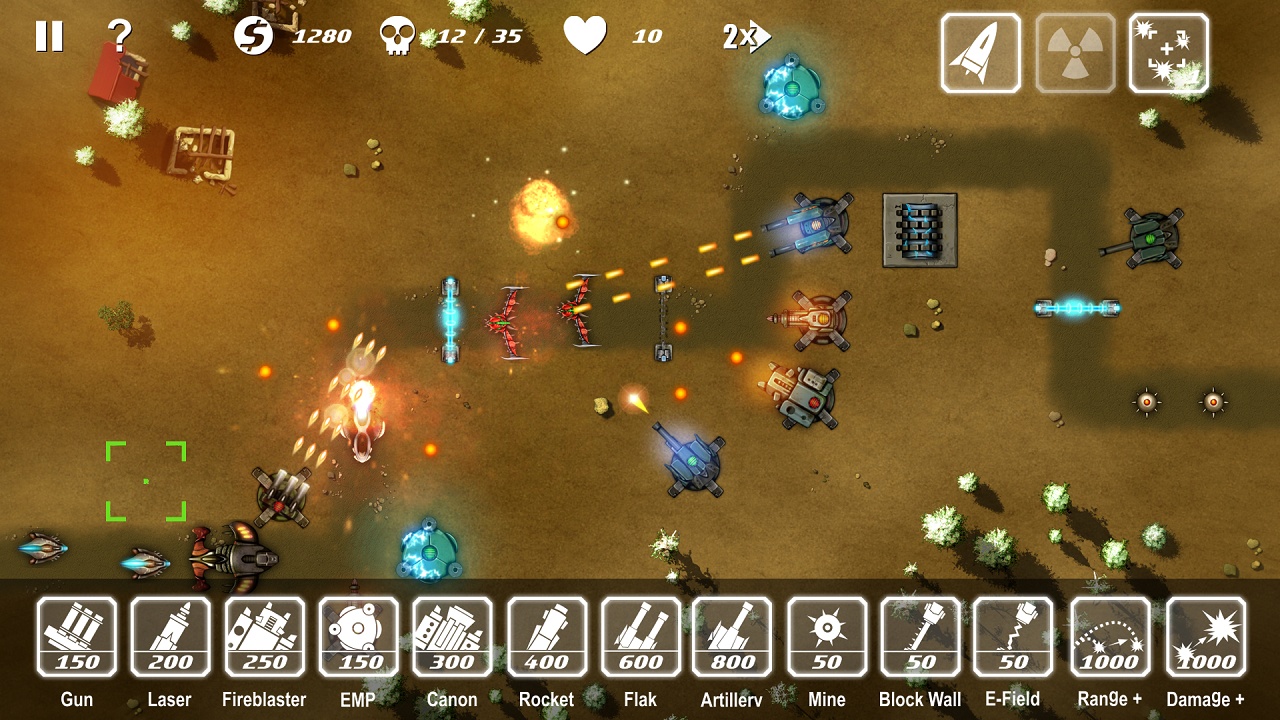 ? 1280 12 / 35 10 2x
150 200 250 150 300 400 600 800 50 50 50 1000 1000
Gun Laser Fireblaster EMP Canon Rocket Flak Artillery Mine Block Wall E-Field Range + Damage +